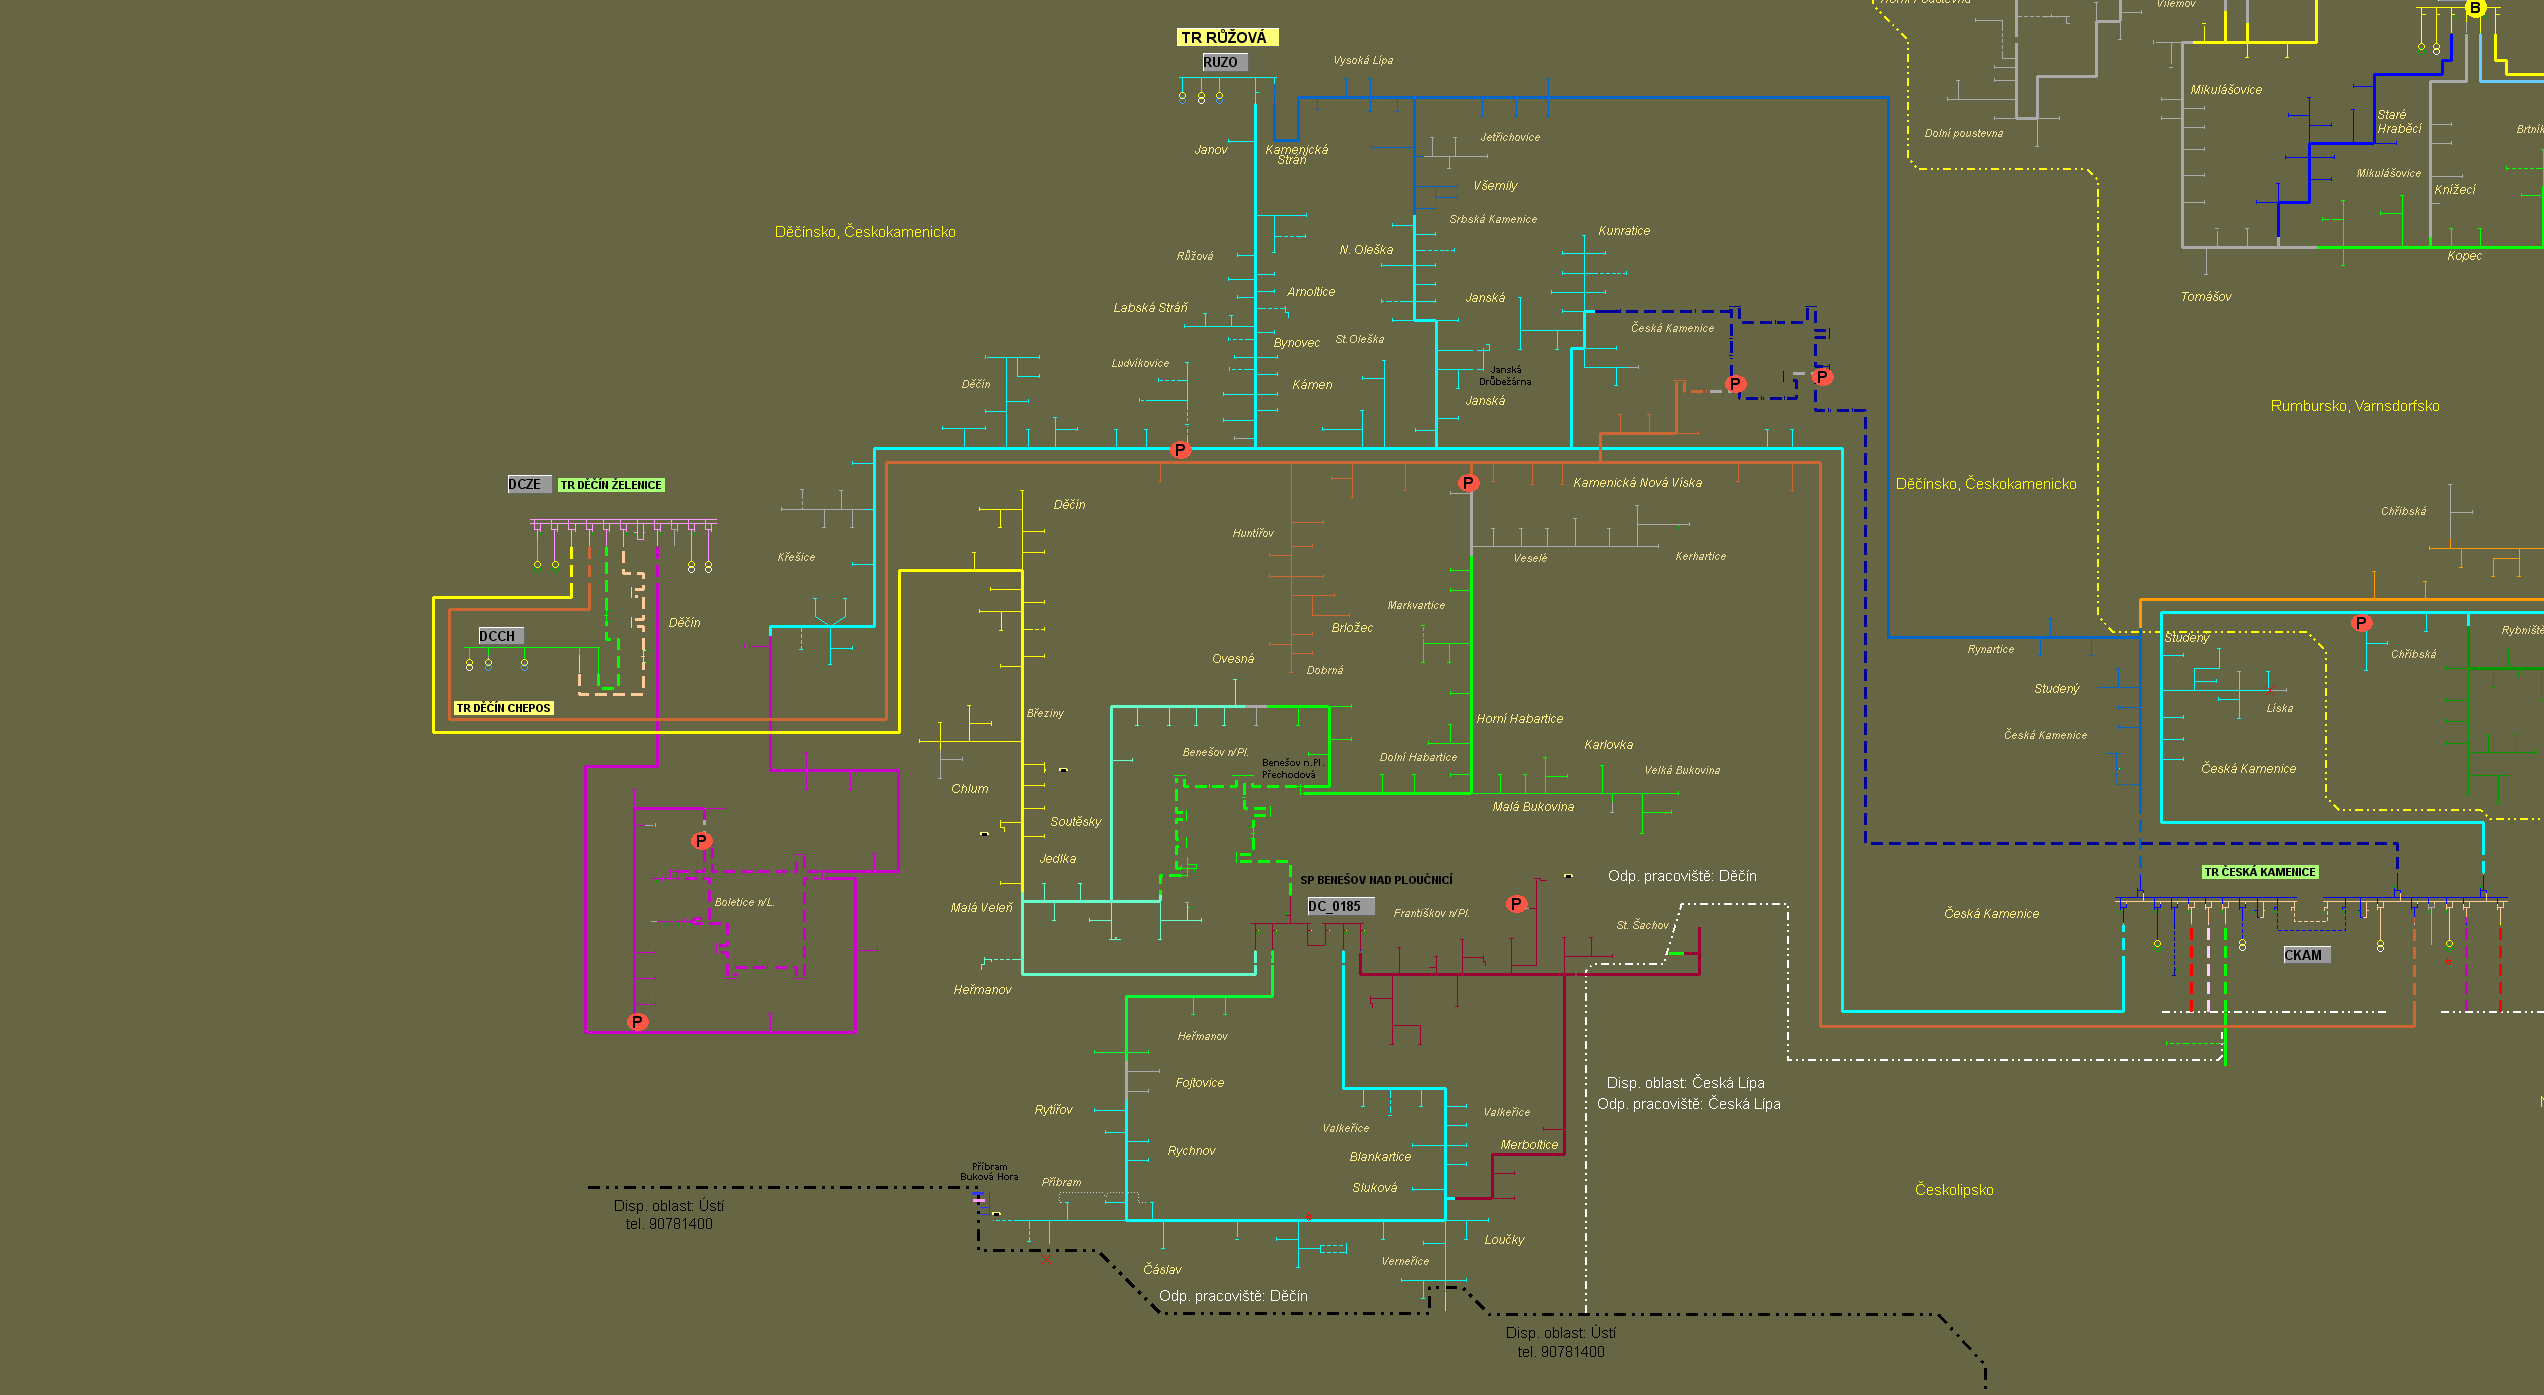 Horní Poustevna
Vilémov
B
TR RŮŽOVÁ
RUZO
Vysoká Lípa
Mikulášovice
Staré
Hraběcí
Brtník
Dolní poustevna
Jetřichovice
Janov
Kamenická
Stráň
Mikulášovice
Knížecí
Všemily
Srbská Kamenice
Děčínsko, Českokamenicko
Kunratice
N. Oleška
Růžová
Kopec
Arnoltice
Janská
Tomášov
Labská Stráň
Česká Kamenice
Bynovec
St.Oleška
Ludvíkovice
Janská
Drůbežárna
Děčín
Kámen
P
P
Janská
Rumbursko, Varnsdorfsko
P
DCZE
TR DĚČÍN ŽELENICE
P
Kamenická Nová Víska
Děčínsko, Českokamenicko
Děčín
Chřibská
Huntířov
Křešice
Veselé
Kerhartice
Markvartice
DCCH
Děčín
Brložec
P
Studený
Rybniště
Rynartice
Chřibská
Ovesná
Dobrná
Studený
TR DĚČÍN CHEPOS
Březiny
Horní Habartice
Líska
Česká Kamenice
Benešov n/Pl.
Dolní Habartice
Karlovka
Benešov n.Pl.
Přechodová
Velká Bukovina
Česká Kamenice
Chlum
Malá Bukovina
Soutěsky
P
Jedlka
TR ČESKÁ KAMENICE
SP BENEŠOV NAD PLOUČNICÍ
Odp. pracoviště: Děčín
Boletice n/L.
Malá Veleň
DC_0185
Františkov n/Pl.
P
St. Šachov
Česká Kamenice
CKAM
Heřmanov
P
Heřmanov
Fojtovice
Disp. oblast: Česká Lípa
Odp. pracoviště: Česká Lípa
Rytířov
Valkeřice
Valkeřice
Rychnov
Merboltice
Blankartice
Příbram
Buková Hora
Příbram
Sluková
Českolipsko
Disp. oblast: Ústí
tel. 90781400
Loučky
Verneřice
Čáslav
Odp. pracoviště: Děčín
Disp. oblast: Ústí
tel. 90781400